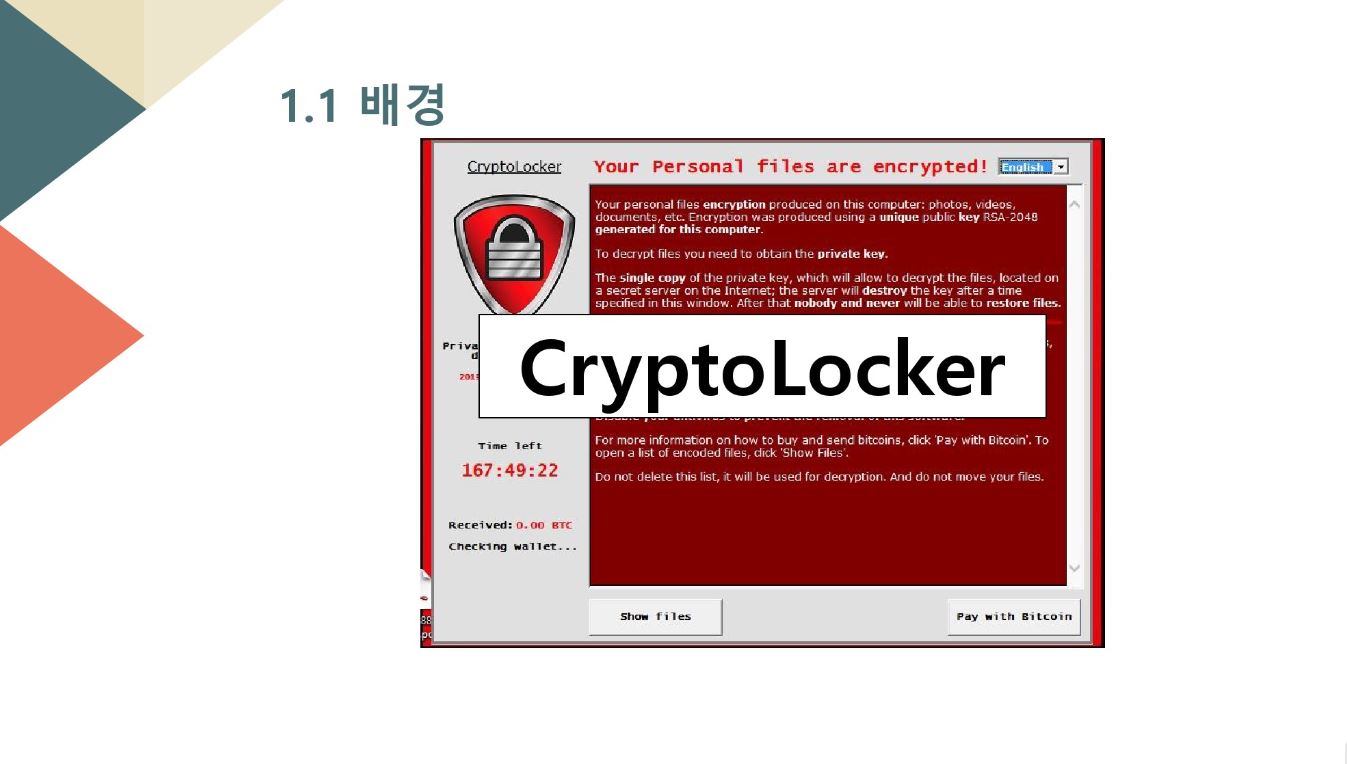 1.1 배경
CryptoLocker
Your Personal files are encrypted!
English
Your personal files encryption produced on this computer: photos, videos,
documents, etc. Encryption was produced using a unique public key RSA-2048
generated for this computer.
To decrypt files you need to obtain the private key.
The single copy of the private key, which will allow to decrypt the files, located on
a secret server on the Internet; the server will destroy the key after a time
specified in this window. After that nobody and never will be able to restore files.
CryptoLocker
For more information on how to buy and send bitcoins, click 'Pay with Bitcoin'. To
open a list of encoded files, click 'Show Files'.
Do not delete this list, it will be used for decryption. And do not move your files.
Time left
167:49:22
Received: 0.00 BTC
Checking wallet...
Show files
Pay with Bitcoin